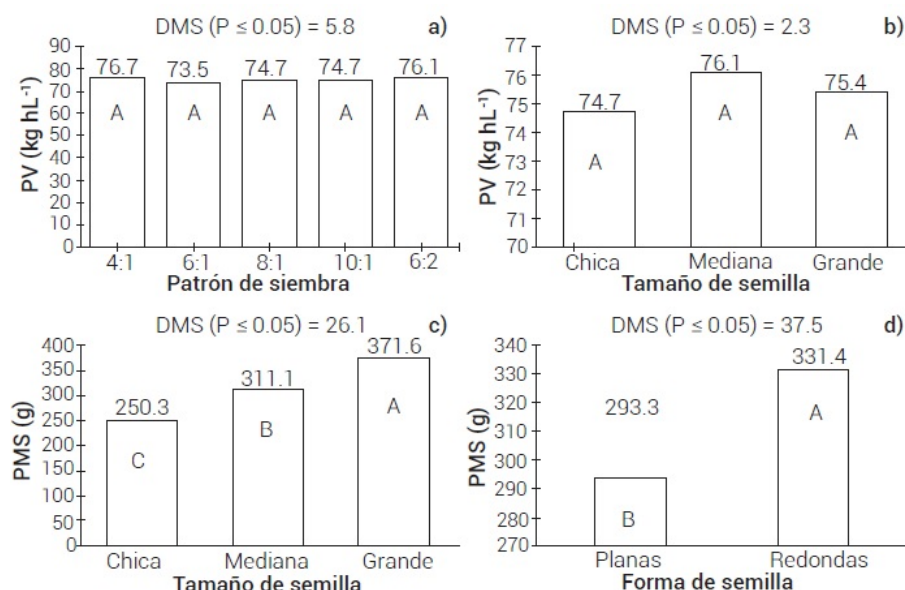 DMS (P ≤ 0.05) = 5.8 a)
PV (kg hL⁻¹)
90
80
70
60
50
40
30
20
10
0
76.7 73.5 74.7 74.7 76.1
A A A A A
4:1 6:1 8:1 10:1 6:2
Patrón de siembra
DMS (P ≤ 0.05) = 2.3 b)
PV (kg hL⁻¹)
77
76
75
74
73
72
71
70
74.7 76.1 75.4
A A A
Chica Mediana Grande
Tamaño de semilla
DMS (P ≤ 0.05) = 26.1 c)
PMS (g)
400
350
300
250
200
150
100
50
0
250.3 311.1 371.6
C B A
Chica Mediana Grande
Tamaño de semilla
DMS (P ≤ 0.05) = 37.5 d)
PMS (g)
340
330
320
310
300
290
280
270
293.3 331.4
B A
Planas Redondas
Forma de semilla